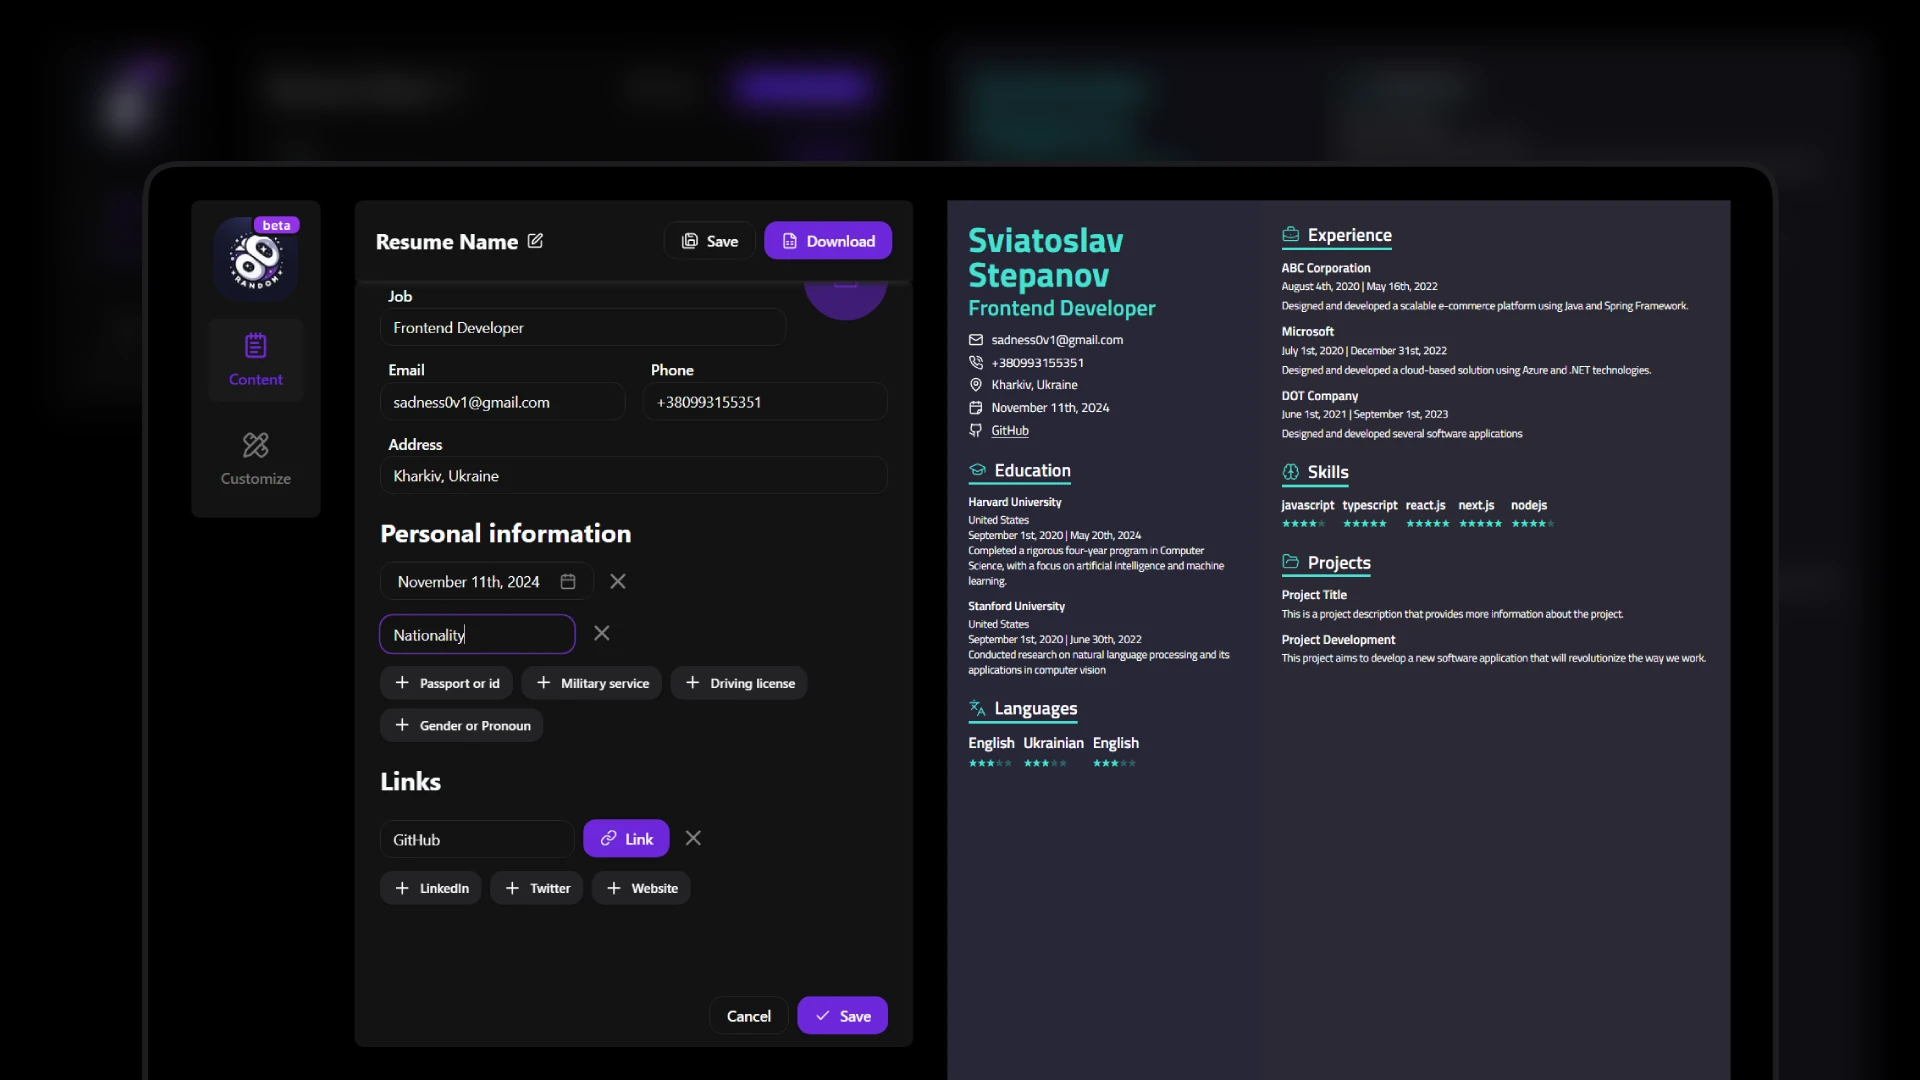 beta
RANDOM
Content
Customize
Resume Name
Save
Download
Job
Frontend Developer
Email
Phone
sadness0v1@gmail.com
+380993155351
Address
Kharkiv, Ukraine
Personal information
November 11th, 2024
Nationality
Passport or id
Military service
Driving license
Gender or Pronoun
Links
GitHub
Link
LinkedIn
Twitter
Website
Cancel
Save
Sviatoslav
Stepanov
Frontend Developer
sadness0v1@gmail.com
+380993155351
Kharkiv, Ukraine
November 11th, 2024
GitHub
Education
Harvard University
United States
September 1st, 2020 | May 20th, 2024
Completed a rigorous four-year program in Computer
Science, with a focus on artificial intelligence and machine
learning.
Stanford University
United States
September 1st, 2020 | June 30th, 2022
Conducted research on natural language processing and its
applications in computer vision
Languages
English Ukrainian English
Experience
ABC Corporation
August 4th, 2020 | May 16th, 2022
Designed and developed a scalable e-commerce platform using Java and Spring Framework.
Microsoft
July 1st, 2020 | December 31st, 2022
Designed and developed a cloud-based solution using Azure and .NET technologies.
DOT Company
June 1st, 2021 | September 1st, 2023
Designed and developed several software applications
Skills
javascript typescript react.js next.js nodejs
Projects
Project Title
This is a project description that provides more information about the project.
Project Development
This project aims to develop a new software application that will revolutionize the way we work.